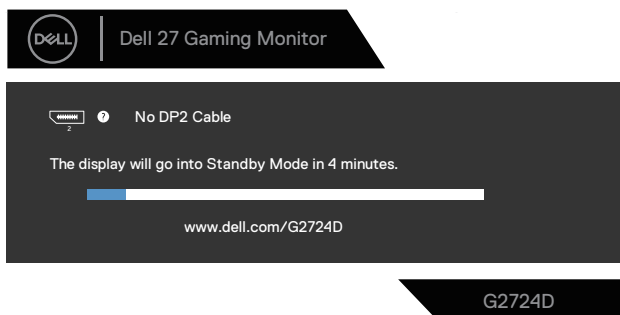 DELL
Dell 27 Gaming Monitor
? No DP2 Cable
2
The display will go into Standby Mode in 4 minutes.
www.dell.com/G2724D
G2724D